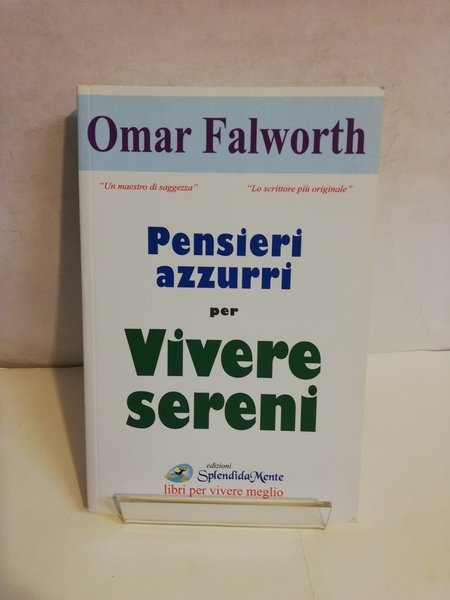 Omar Falworth
"Un maestro di saggezza" "Lo scrittore più originale"
Pensieri
azzurri
per
Vivere
sereni
edizioni
SplendidaMente
libri per vivere meglio